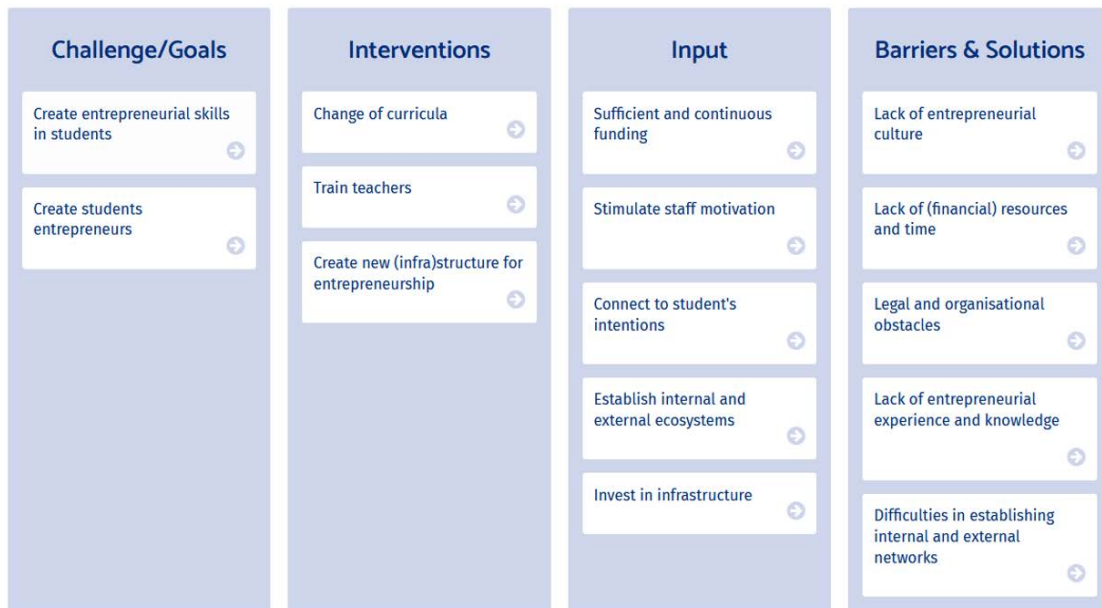 Challenge/Goals
Create entrepreneurial skills
in students
Create students
entrepreneurs
Interventions
Change of curricula
Train teachers
Create new (infra)structure for
entrepreneurship
Input
Sufficient and continuous
funding
Stimulate staff motivation
Connect to student's
intentions
Establish internal and
external ecosystems
Invest in infrastructure
Barriers & Solutions
Lack of entrepreneurial
culture
Lack of (financial) resources
and time
Legal and organisational
obstacles
Lack of entrepreneurial
experience and knowledge
Difficulties in establishing
internal and external
networks